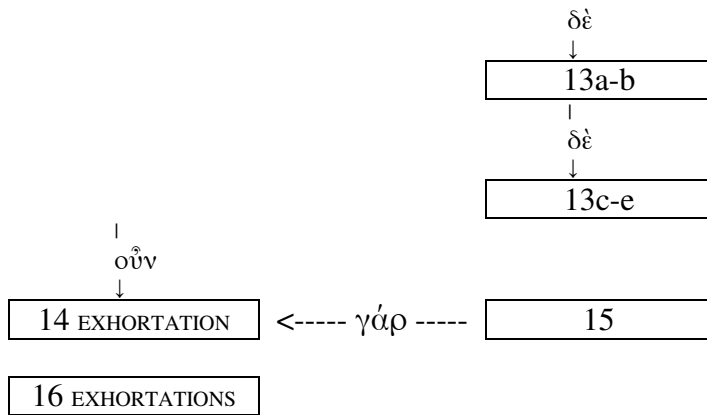 δὲ
↓
13a-b
δὲ
↓
13c-e
οὖν
↓
14 EXHORTATION <----- γάρ ----- 15
16 EXHORTATIONS